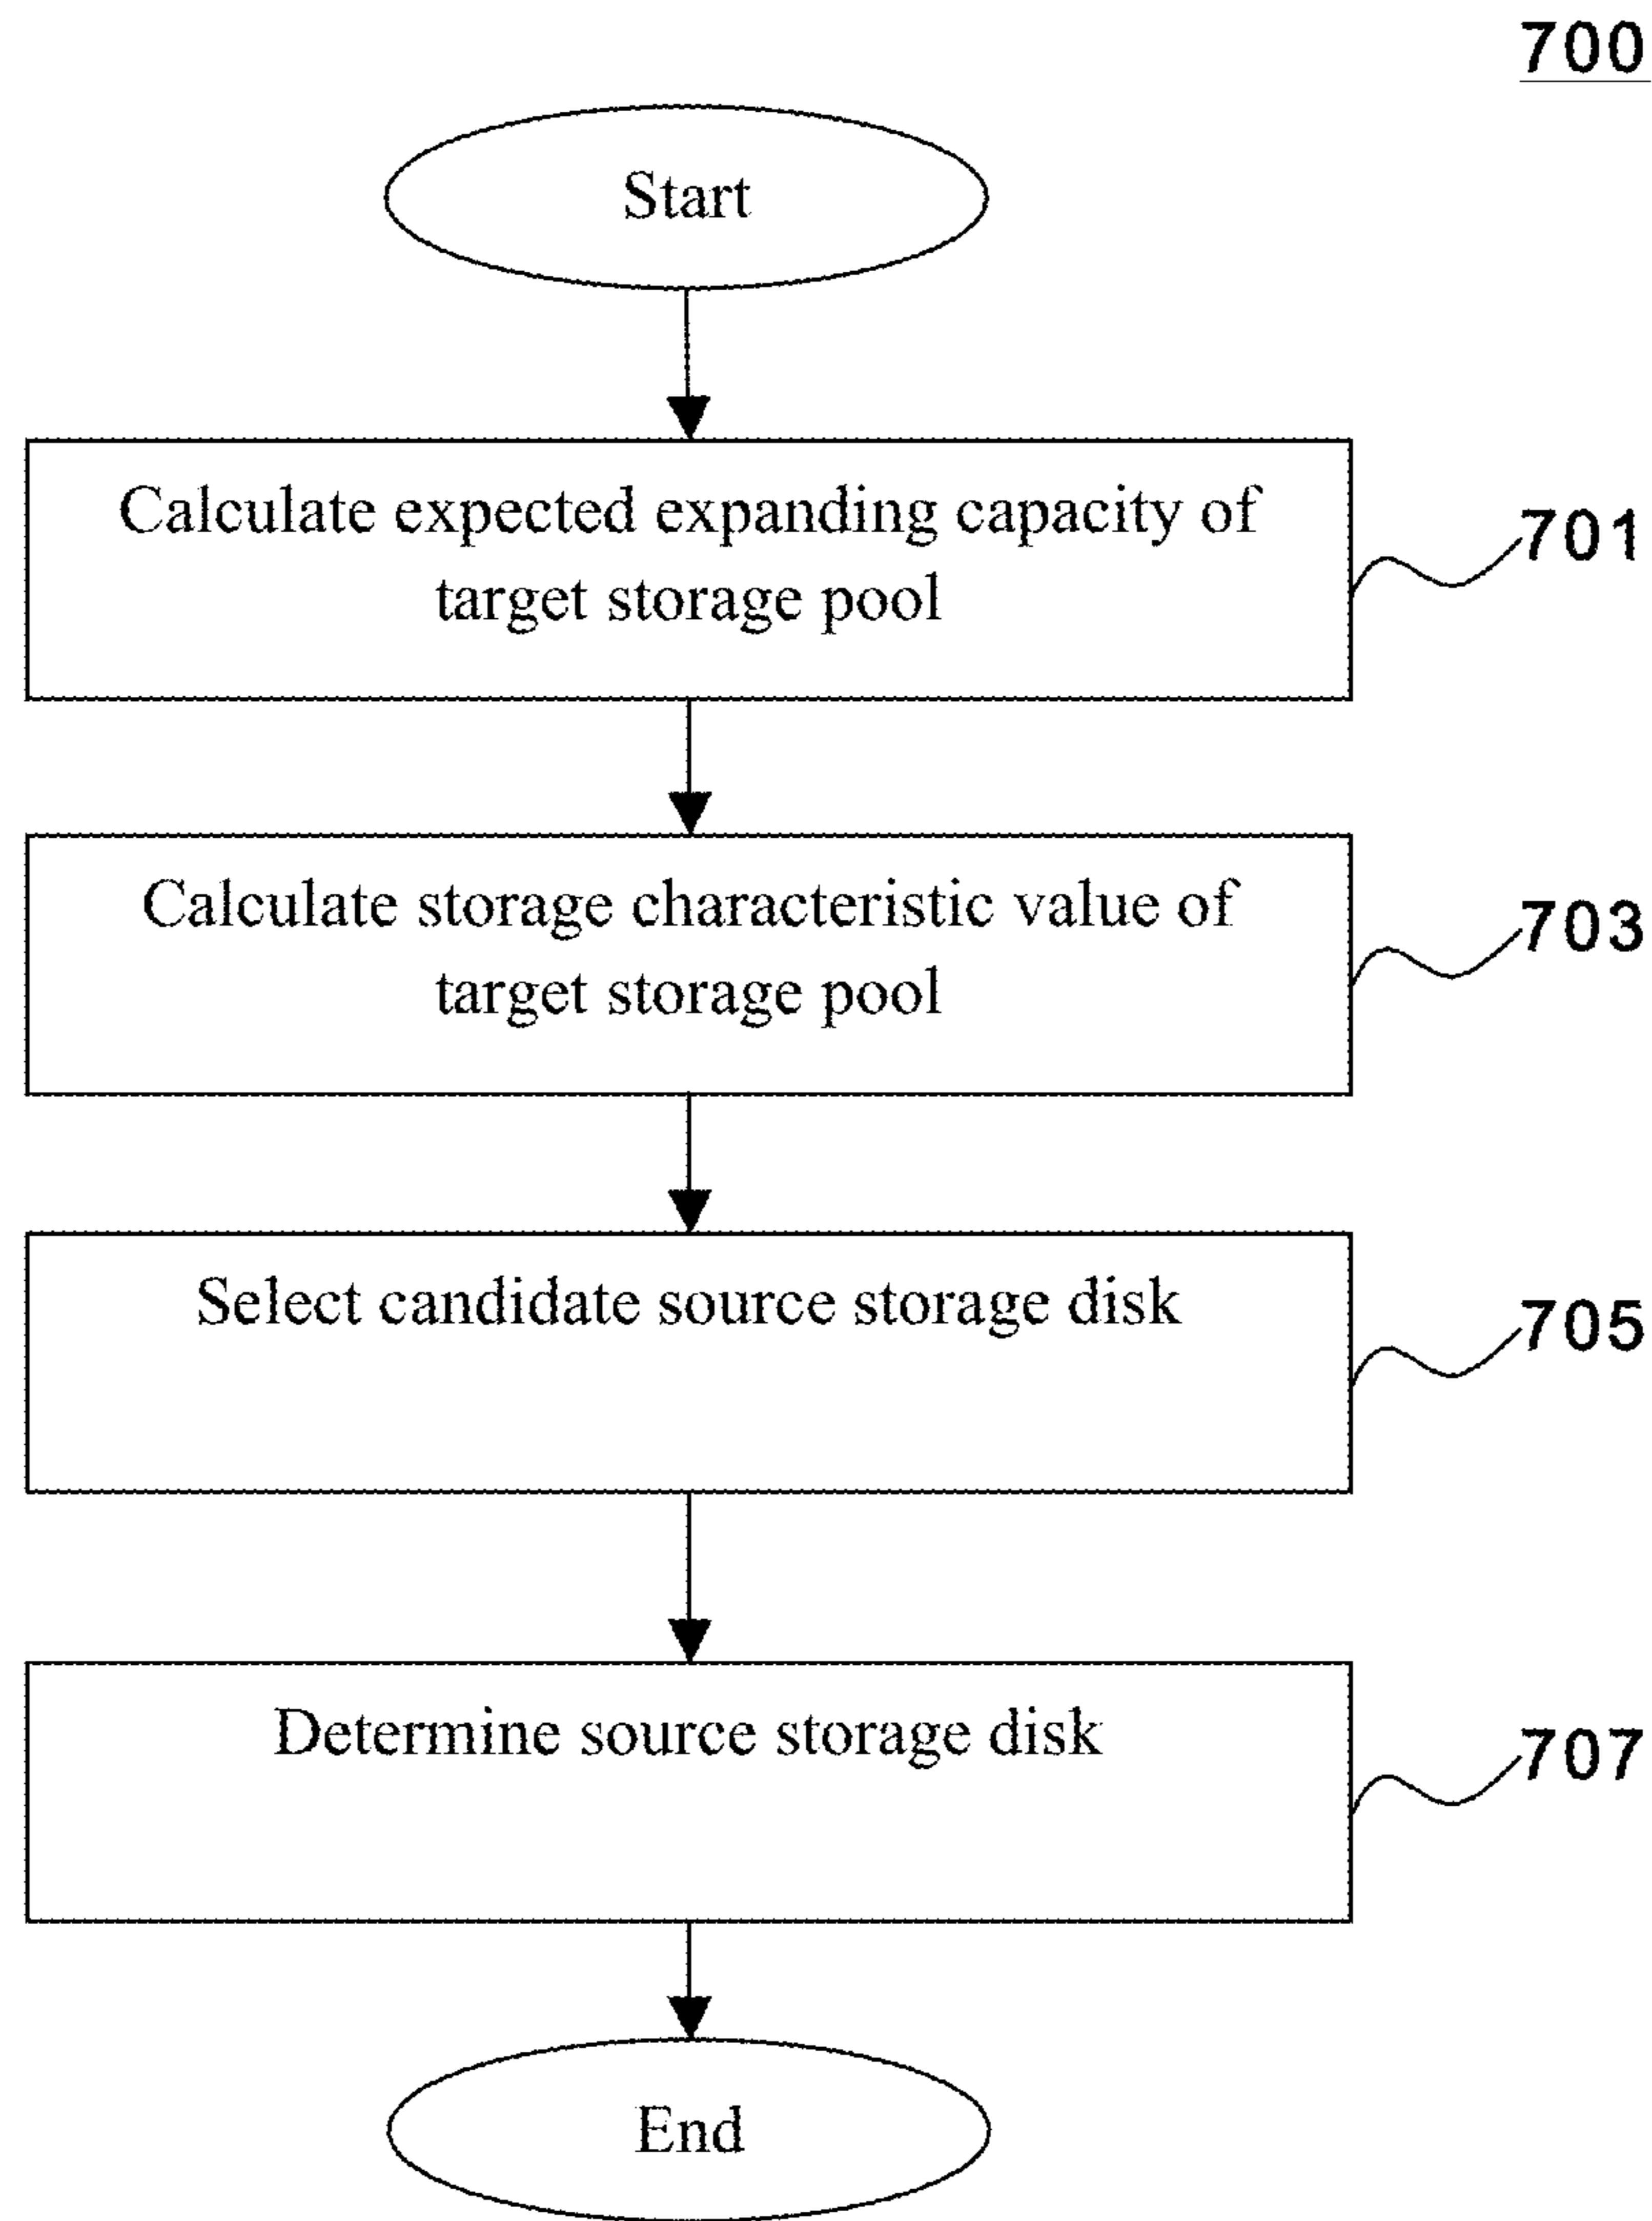 700
Start
Calculate expected expanding capacity of
target storage pool
701
Calculate storage characteristic value of
target storage pool
703
Select candidate source storage disk
705
Determine source storage disk
707
End